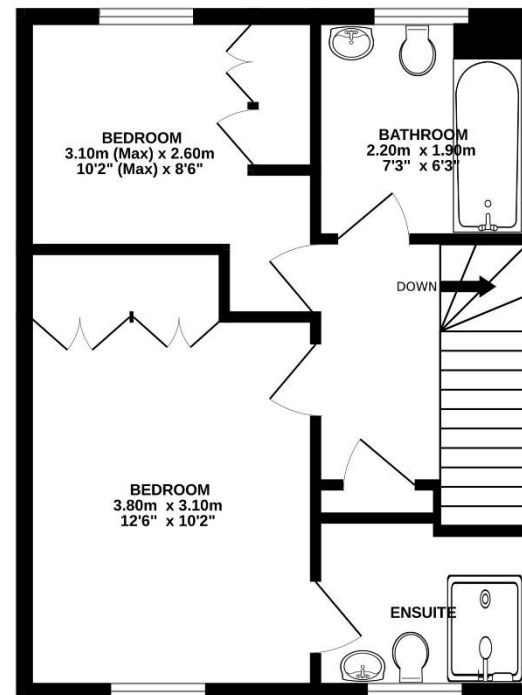 BEDROOM
3.10m (Max) x 2.60m
10'2" (Max) x 8'6"
BATHROOM
2.20m x 1.90m
7'3" x 6'3"
DOWN
BEDROOM
3.80m x 3.10m
12'6" x 10'2"
ENSUITE